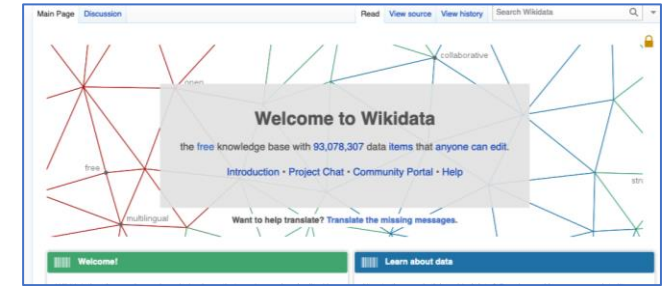 Main Page Discussion Read View source View history Search Wikidata
collaborative
open
Welcome to Wikidata
the free knowledge base with 93,078,307 data items that anyone can edit.
free
Introduction • Project Chat • Community Portal • Help
multilingual
Want to help translate? Translate the missing messages.
Welcome! Learn about data